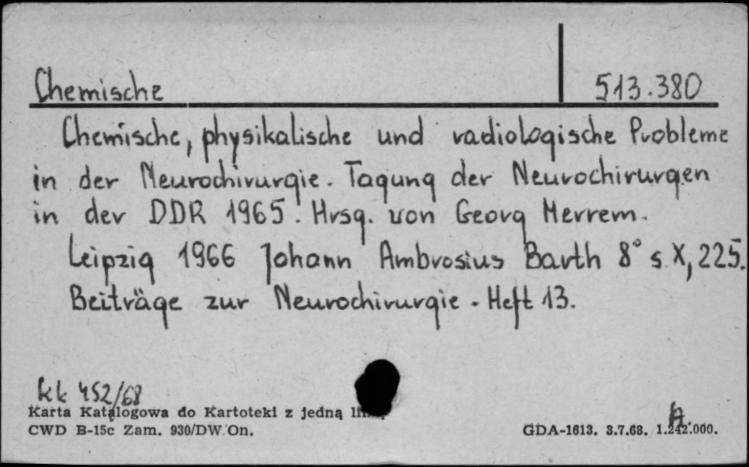 Chemische
513.380
Chemische, physikalische und radiologische Probleme
in der Neurochirurgie. Tagung der Neurochirurgen
in der DDR 1965. Hrsg. von Georg Merrem.
Leipzig 1966 Johann Ambrosius Barth 8° s. X, 225.
Beiträge zur Neurochirurgie. Heft 13.
kk 452/68
Karta Katalogowa do Kartoteki z jedną
CWD B-15c Zam. 930/DW. On.
GDA-1613. 3.7.68. 1.242.000.